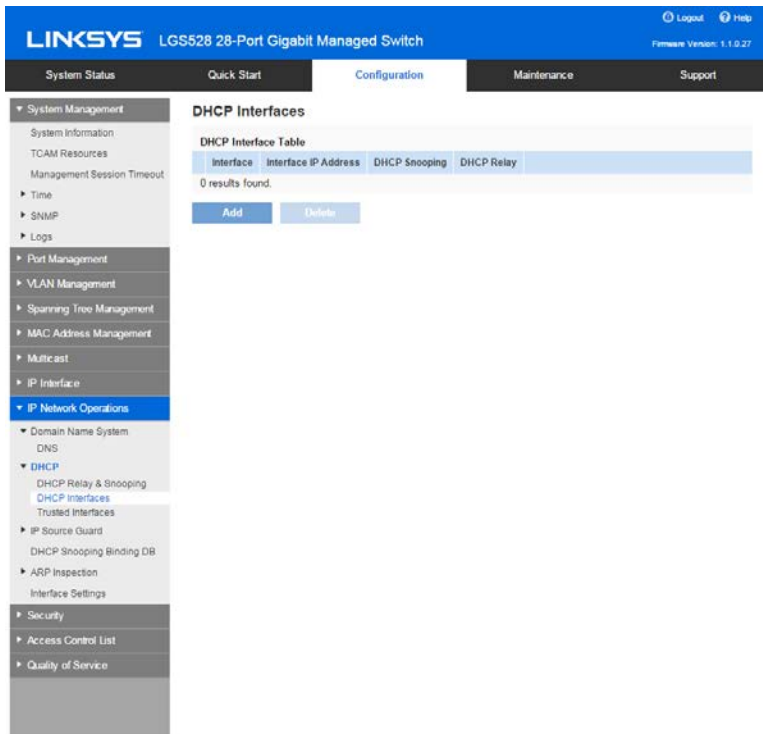 Logout Help
LINKSYS LGS528 28-Port Gigabit Managed Switch
Firmware Version: 1.1.0.27
System Status Quick Start Configuration Maintenance Support
System Management
System Information
TCAM Resources
Management Session Timeout
Time
SNMP
Logs
Port Management
VLAN Management
Spanning Tree Management
MAC Address Management
Multicast
IP Interface
IP Network Operations
Domain Name System
DNS
DHCP
DHCP Relay & Snooping
DHCP Interfaces
Trusted Interfaces
IP Source Guard
DHCP Snooping Binding DB
ARP Inspection
Interface Settings
Security
Access Control List
Quality of Service
DHCP Interfaces
DHCP Interface Table
Interface Interface IP Address DHCP Snooping DHCP Relay
0 results found.
Add Delete